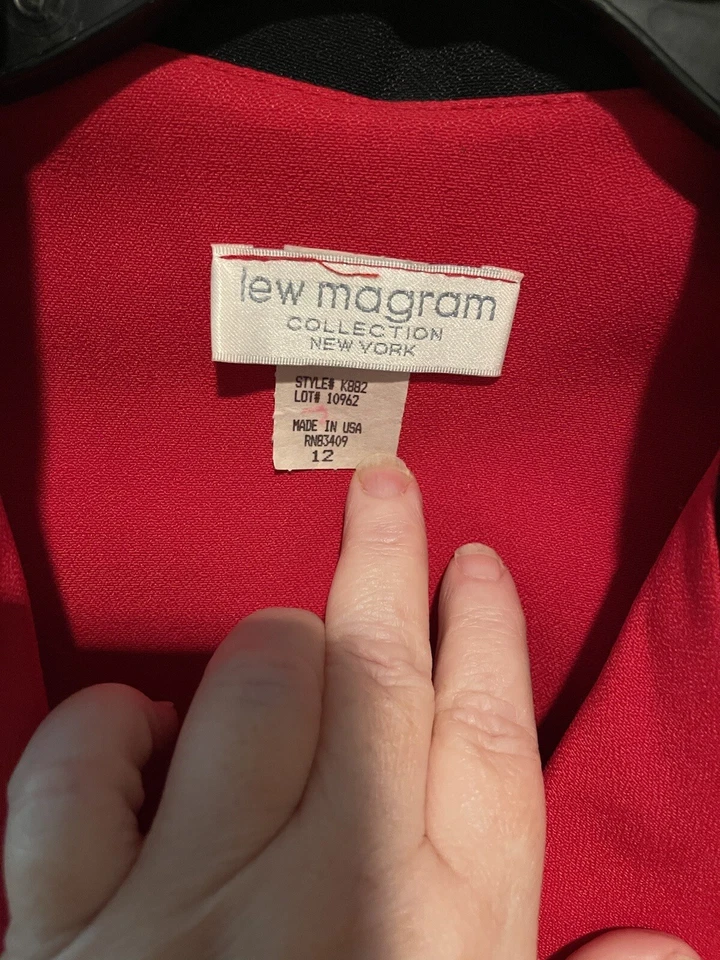 lew magram
COLLECTION
NEW YORK
STYLE# K882
LOT# 10962
MADE IN USA
RN83409
12